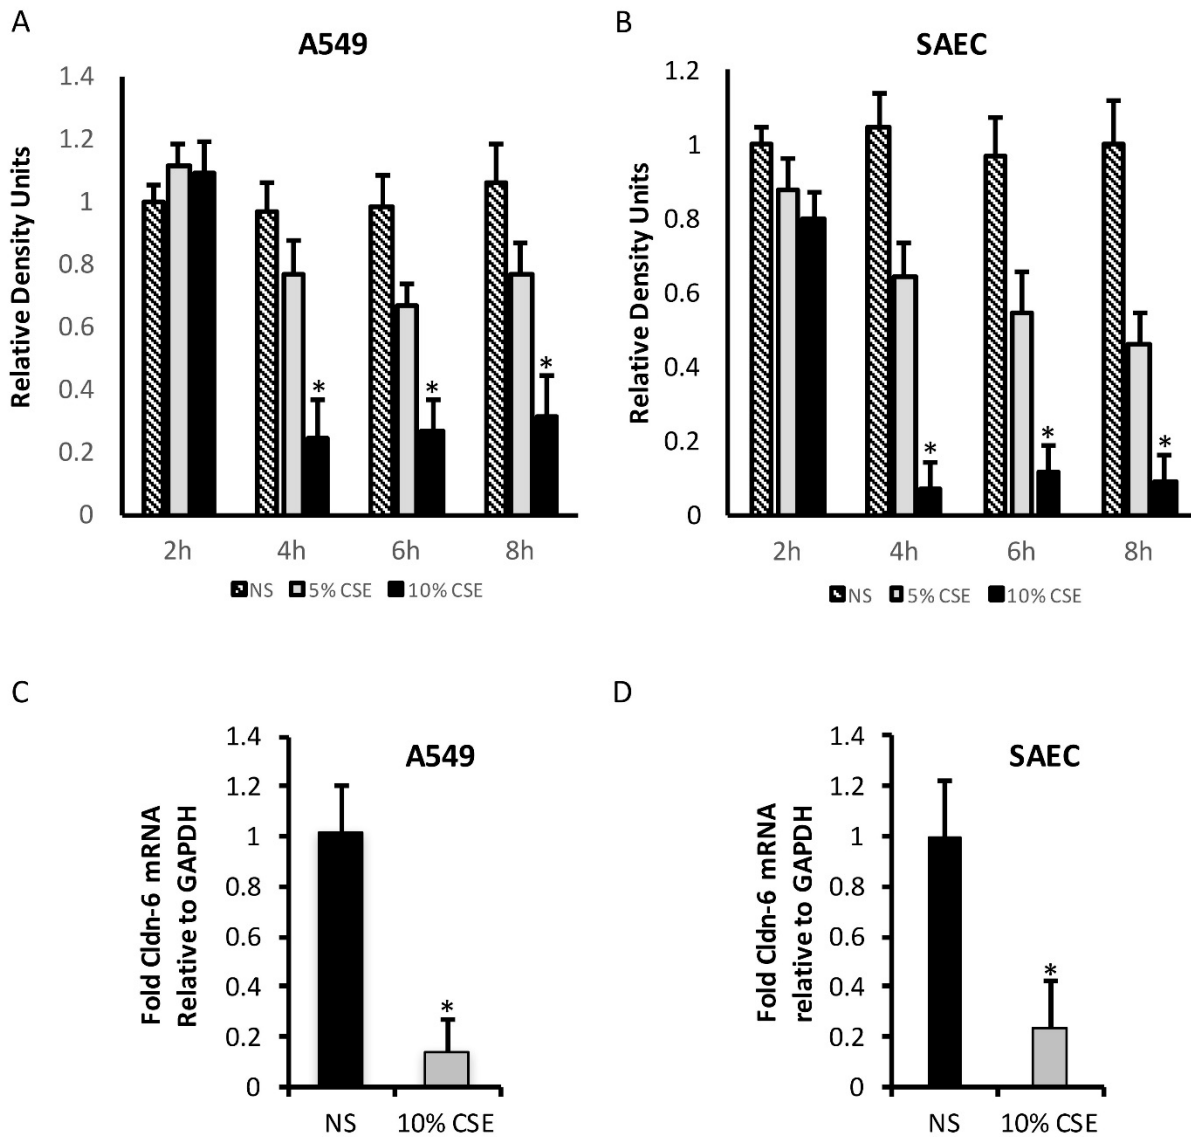 A
A549
Relative Density Units
1.4
1.2
1
0.8
0.6
0.4
0.2
0
*
*
*
2h 4h 6h 8h
NS 5% CSE 10% CSE
B
SAEC
Relative Density Units
1.2
1
0.8
0.6
0.4
0.2
0
*
*
*
2h 4h 6h 8h
NS 5% CSE 10% CSE
C
A549
Fold Cldn-6 mRNA
Relative to GAPDH
1.4
1.2
1
0.8
0.6
0.4
0.2
0
*
NS 10% CSE
D
SAEC
Fold Cldn-6 mRNA
relative to GAPDH
1.4
1.2
1
0.8
0.6
0.4
0.2
0
*
NS 10% CSE